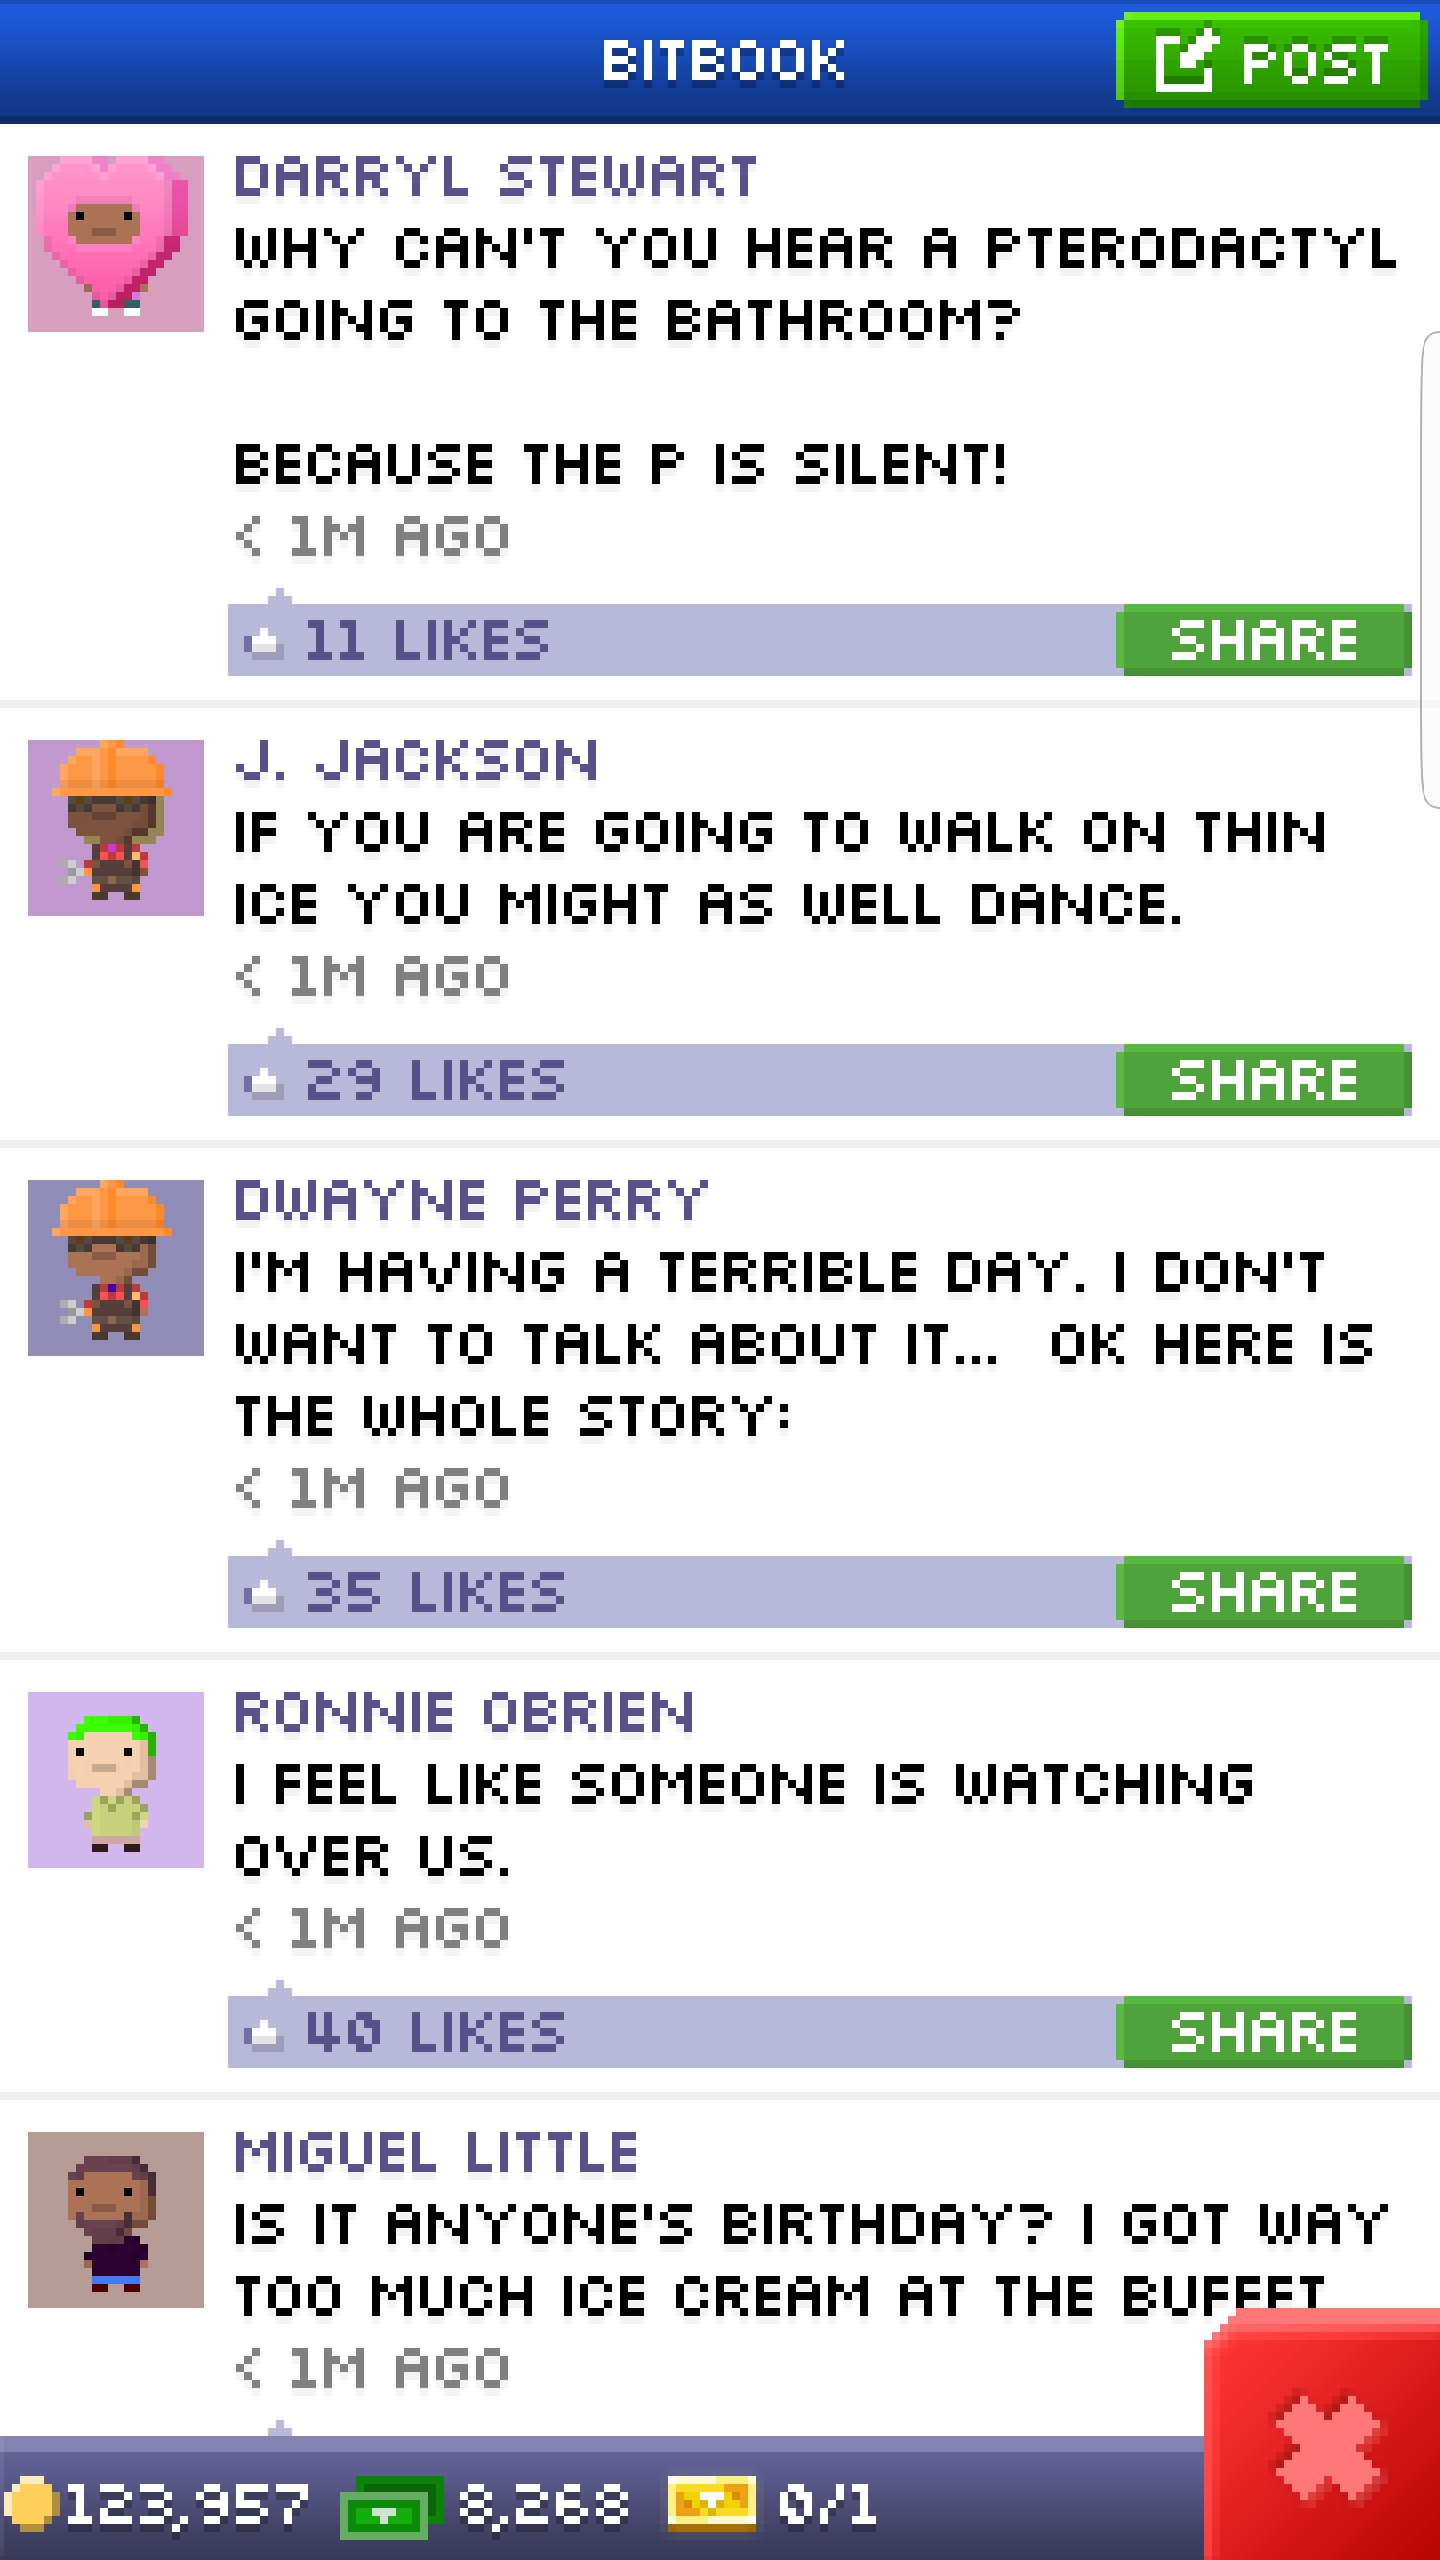 BITBOOK
POST
DARRYL STEWART
WHY CAN'T YOU HEAR A PTERODACTYL
GOING TO THE BATHROOM?
BECAUSE THE P IS SILENT!
< 1M AGO
11 LIKES
SHARE
J. JACKSON
IF YOU ARE GOING TO WALK ON THIN
ICE YOU MIGHT AS WELL DANCE.
< 1M AGO
29 LIKES
SHARE
DWAYNE PERRY
I'M HAVING A TERRIBLE DAY. I DON'T
WANT TO TALK ABOUT IT... OK HERE IS
THE WHOLE STORY:
< 1M AGO
35 LIKES
SHARE
RONNIE OBRIEN
I FEEL LIKE SOMEONE IS WATCHING
OVER US.
< 1M AGO
40 LIKES
SHARE
MIGUEL LITTLE
IS IT ANYONE'S BIRTHDAY? I GOT WAY
TOO MUCH ICE CREAM AT THE BUFFET
< 1M AGO
123,957
8,268
0/1